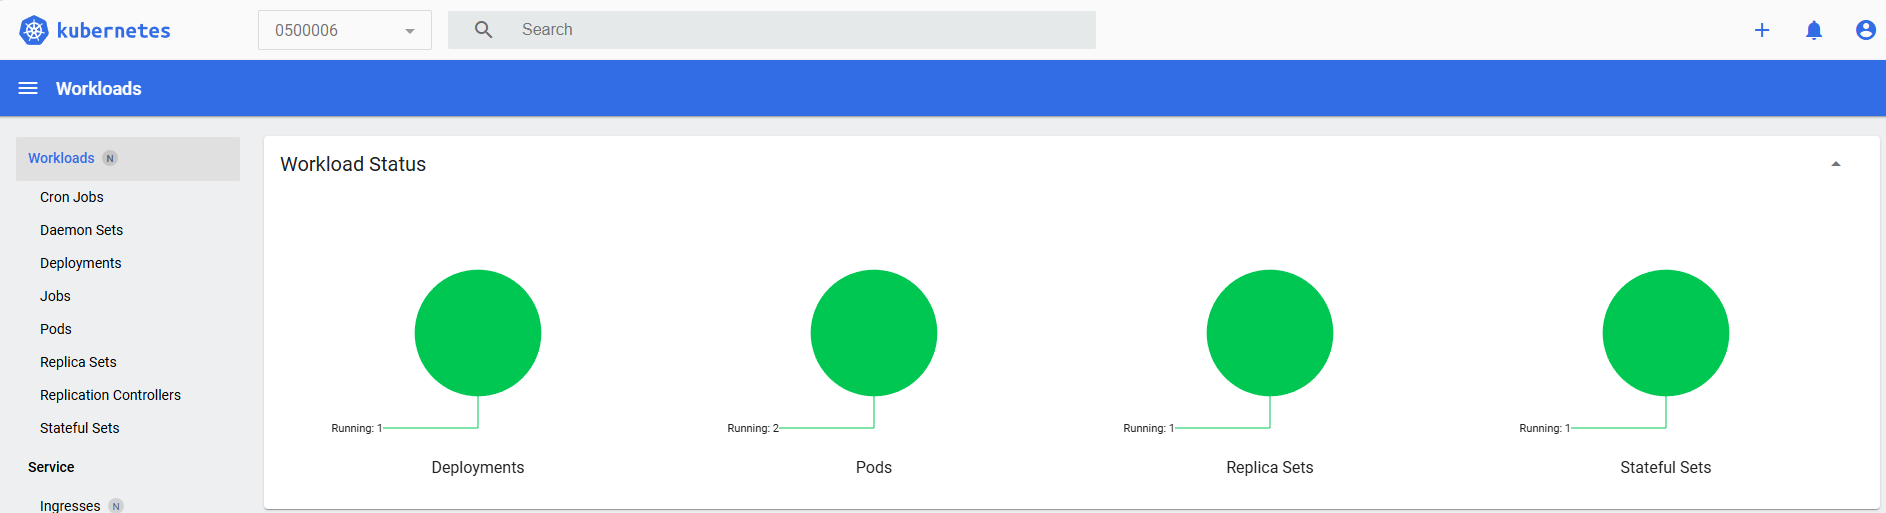 kubernetes
0500006
Search
Workloads
Workloads N
Cron Jobs
Daemon Sets
Deployments
Jobs
Pods
Replica Sets
Replication Controllers
Stateful Sets
Service
Ingresses N
Workload Status
Running: 1
Deployments
Running: 2
Pods
Running: 1
Replica Sets
Running: 1
Stateful Sets